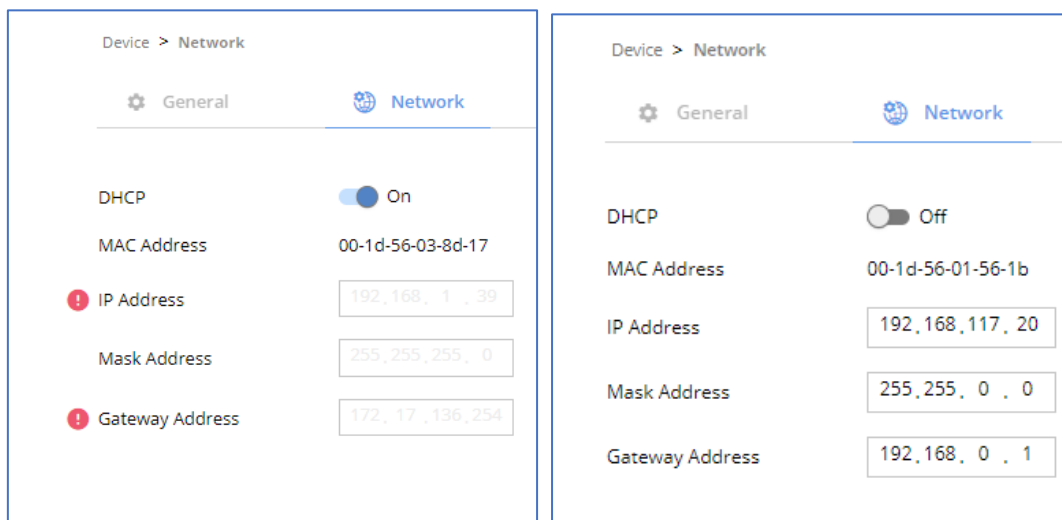 Device > Network
General Network
DHCP On
MAC Address 00-1d-56-03-8d-17
! IP Address 192.168. 1 . 39
Mask Address 255.255.255. 0
! Gateway Address 172. 17 .136.254
Device > Network
General Network
DHCP Off
MAC Address 00-1d-56-01-56-1b
IP Address 192.168.117. 20
Mask Address 255.255. 0 . 0
Gateway Address 192.168. 0 . 1